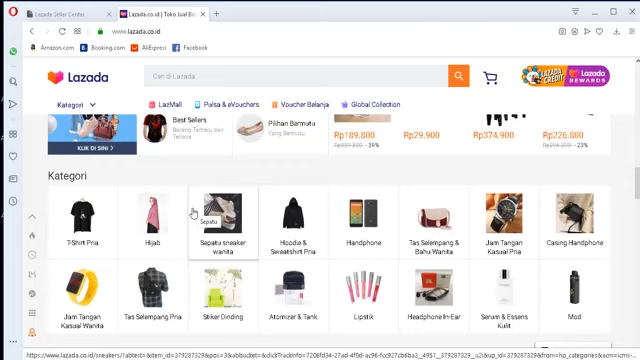 Lazada Seller Center
Lazada.co.id | Toko Jual Be
www.lazada.co.id
Amazon.com
Booking.com
AliExpress
Facebook
Lazada
Cari di Lazada
LAZADA CREDIT
Lazada REWARDS
Kategori
LazMall
Pulsa & eVouchers
Voucher Belanja
Global Collection
KLIK DI SINI
Best Sellers
Barang Terbaru dan
Terlaris
Pilihan Bermutu
Yang Bermutu
Rp189.800
- 39%
Rp29.900
Rp374.900
Rp226.800
- 23%
Kategori
Sepatu
T-Shirt Pria
Hijab
Sepatu sneaker
wanita
Hoodie &
Sweatshirt Pria
Handphone
Tas Selempang &
Bahu Wanita
Jam Tangan
Kasual Pria
Casing Handphone
Jam Tangan
Kasual Wanita
Tas Selempang Pria
Stiker Dinding
Atomizer & Tank
Lipstik
Headphone In-Ear
Serum & Essens
Kulit
Mod